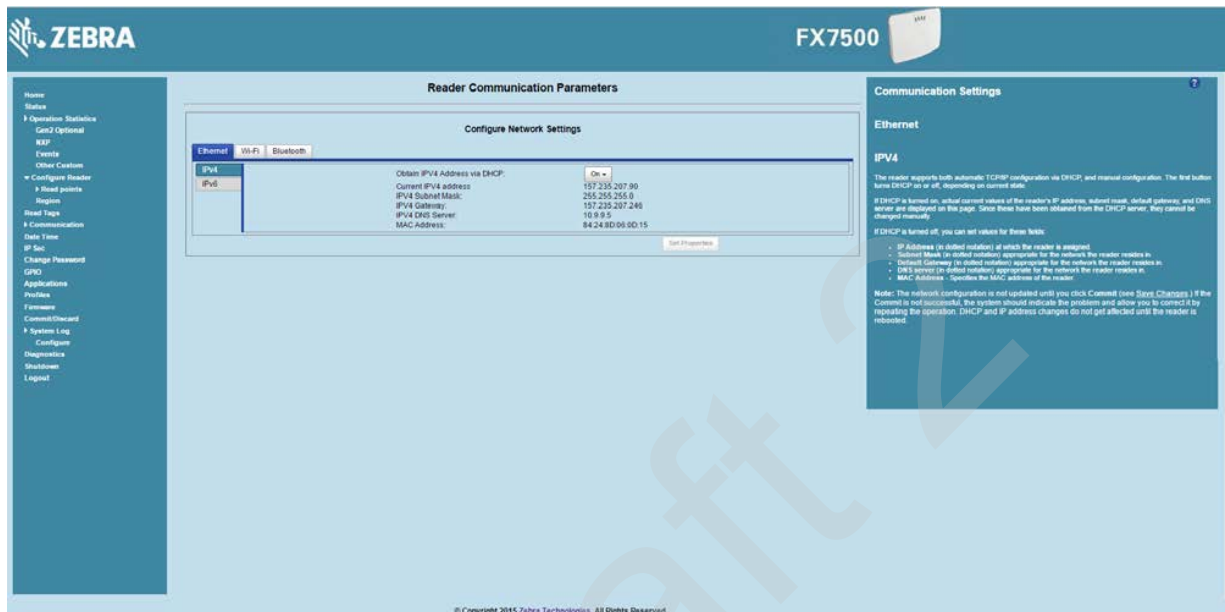 ZEBRA
FX7500
Home
Status
Operation Statistics
Gen2 Optional
NXP
Events
Other Custom
Configure Reader
Read points
Region
Read Tags
Communication
Date Time
IP Sec
Change Password
GPIO
Applications
Profiles
Firmware
Commit/Discard
System Log
Configure
Diagnostics
Shutdown
Logout
Reader Communication Parameters
Configure Network Settings
Ethernet Wi-Fi Bluetooth
IPv4
IPv6
Obtain IPV4 Address via DHCP: On
Current IPV4 address 157.235.207.90
IPV4 Subnet Mask: 255.255.255.0
IPV4 Gateway: 157.235.207.246
IPV4 DNS Server: 10.9.9.5
MAC Address: 84:24:8D:06:0D:15
Set Properties
Communication Settings
?
Ethernet
IPV4
The reader supports both automatic TCP/IP configuration via DHCP, and manual configuration. The first button
turns DHCP on or off, depending on current state.
If DHCP is turned on, actual current values of the reader's IP address, subnet mask, default gateway, and DNS
server are displayed on this page. Since these have been obtained from the DHCP server, they cannot be
changed manually.
If DHCP is turned off, you can set values for these fields:
• IP Address (in dotted notation) at which the reader is assigned.
• Subnet Mask (in dotted notation) appropriate for the network the reader resides in.
• Default Gateway (in dotted notation) appropriate for the network the reader resides in.
• DNS server (in dotted notation) appropriate for the network the reader resides in.
• MAC Address - Specifies the MAC address of the reader.
Note: The network configuration is not updated until you click Commit (see Save Changes.) If the
Commit is not successful, the system should indicate the problem and allow you to correct it by
repeating the operation. DHCP and IP address changes do not get affected until the reader is
rebooted.
© Copyright 2015 Zebra Technologies. All Rights Reserved.
aft 2